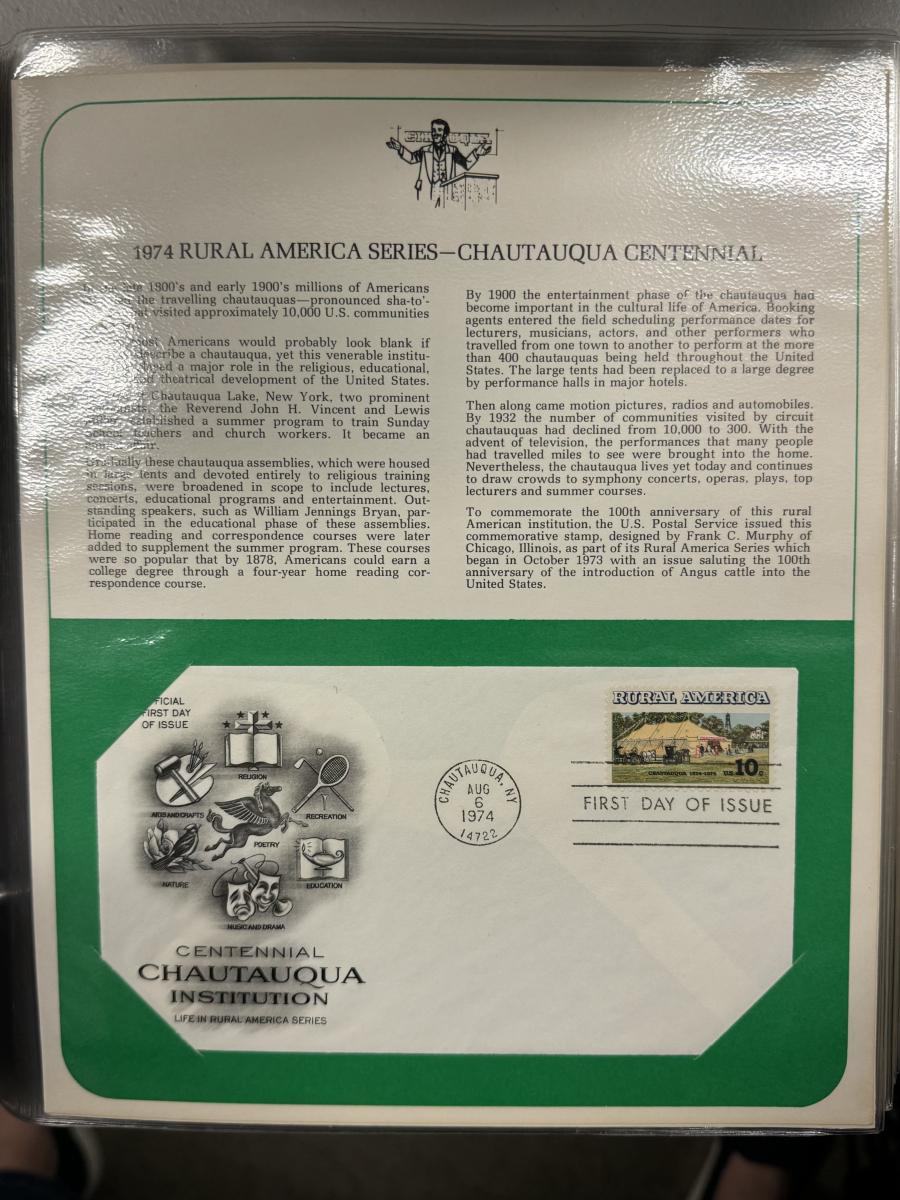 1974 RURAL AMERICA SERIES—CHAUTAUQUA CENTENNIAL
1800's and early 1900's millions of Americans
the travelling chautauquas—pronounced sha-to'-
visited approximately 10,000 U.S. communities
most Americans would probably look blank if
describe a chautauqua, yet this venerable institu-
played a major role in the religious, educational,
and theatrical development of the United States.
Chautauqua Lake, New York, two prominent
the Reverend John H. Vincent and Lewis
established a summer program to train Sunday
teachers and church workers. It became an
Gradually these chautauqua assemblies, which were housed
in large tents and devoted entirely to religious training
sessions, were broadened in scope to include lectures,
concerts, educational programs and entertainment. Out-
standing speakers, such as William Jennings Bryan, par-
ticipated in the educational phase of these assemblies.
Home reading and correspondence courses were later
added to supplement the summer program. These courses
were so popular that by 1878, Americans could earn a
college degree through a four-year home reading cor-
respondence course.
By 1900 the entertainment phase of the chautauqua had
become important in the cultural life of America. Booking
agents entered the field scheduling performance dates for
lecturers, musicians, actors, and other performers who
travelled from one town to another to perform at the more
than 400 chautauquas being held throughout the United
States. The large tents had been replaced to a large degree
by performance halls in major hotels.
Then along came motion pictures, radios and automobiles.
By 1932 the number of communities visited by circuit
chautauquas had declined from 10,000 to 300. With the
advent of television, the performances that many people
had travelled miles to see were brought into the home.
Nevertheless, the chautauqua lives yet today and continues
to draw crowds to symphony concerts, operas, plays, top
lecturers and summer courses.
To commemorate the 100th anniversary of this rural
American institution, the U.S. Postal Service issued this
commemorative stamp, designed by Frank C. Murphy of
Chicago, Illinois, as part of its Rural America Series which
began in October 1973 with an issue saluting the 100th
anniversary of the introduction of Angus cattle into the
United States.
FICIAL
FIRST DAY
OF ISSUE
RELIGION
ARTS AND CRAFTS
RECREATION
POETRY
NATURE
EDUCATION
MUSIC AND DRAMA
CENTENNIAL
CHAUTAUQUA
INSTITUTION
LIFE IN RURAL AMERICA SERIES
CHAUTAUQUA, NY
AUG
6
1974
14722
RURAL AMERICA
CHAUTAUQUA 1874-1974 US 10c
FIRST DAY OF ISSUE